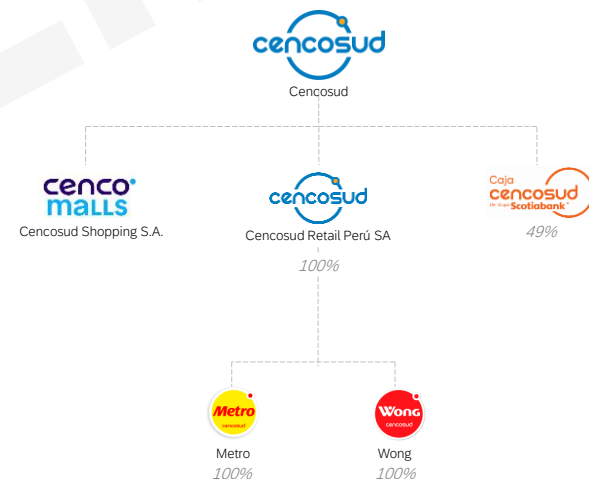 cencosud
Cencosud
cenco
malls
Cencosud Shopping S.A.
cencosud
Cencosud Retail Perú SA
100%
Caja
cencosud
Scotiabank
49%
Metro
cencosud
Metro
100%
Wong
cencosud
Wong
100%